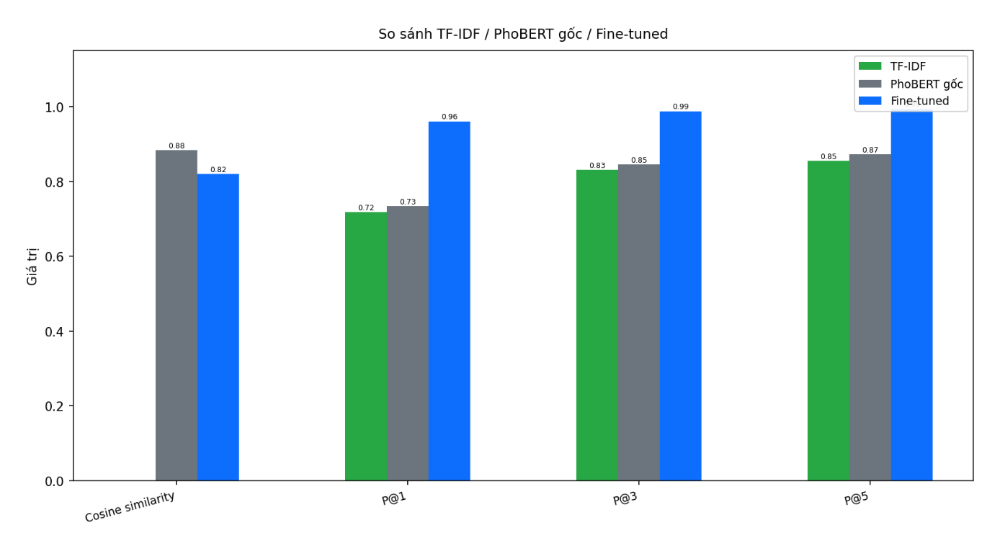 So sánh TF-IDF / PhoBERT gốc / Fine-tuned
TF-IDF
PhoBERT gốc
Fine-tuned
Giá trị
1.0
0.8
0.6
0.4
0.2
0.0
0.88
0.82
0.72
0.73
0.96
0.83
0.85
0.99
0.85
0.87
Cosine similarity
P@1
P@3
P@5